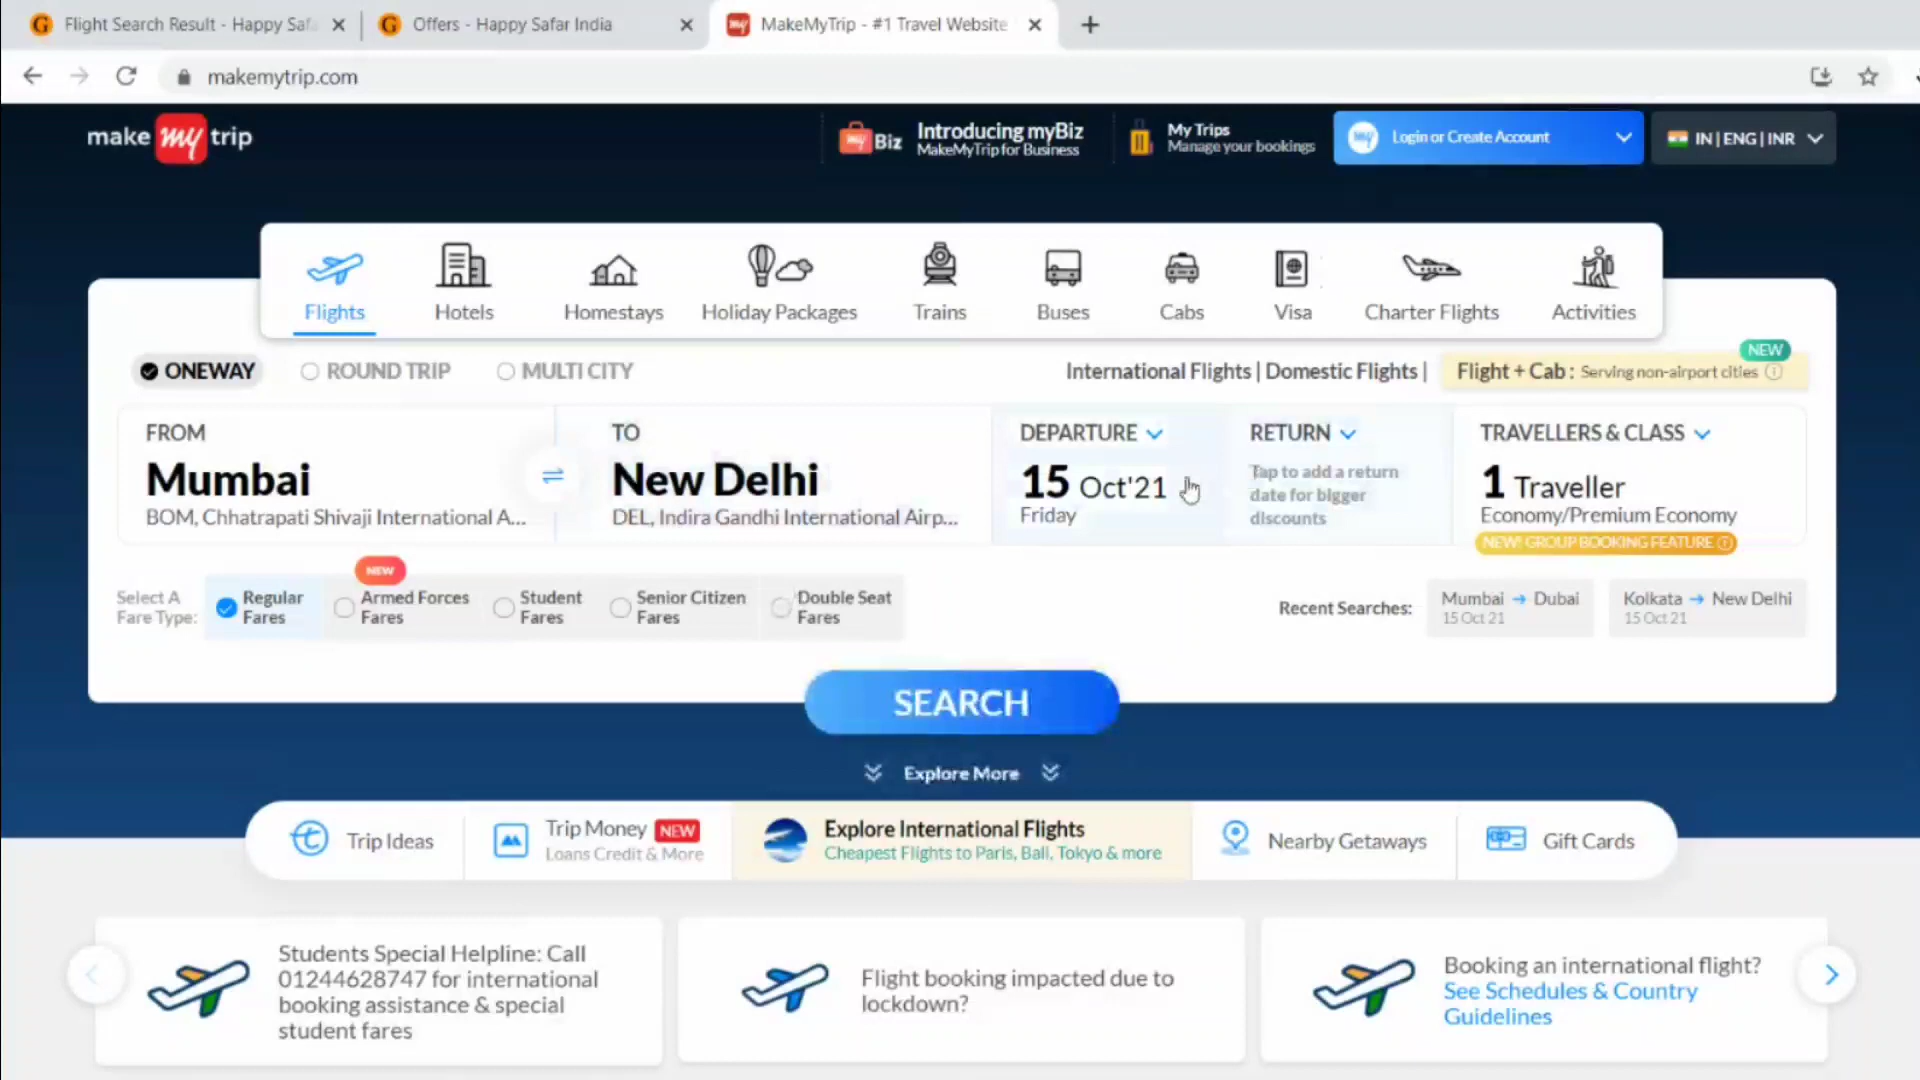 Flight Search Result - Happy Safa
Offers - Happy Safar India
MakeMyTrip - #1 Travel Website
makemytrip.com
make my trip
my Biz
Introducing myBiz
MakeMyTrip for Business
My Trips
Manage your bookings
my
Login or Create Account
IN | ENG | INR
Flights
Hotels
Homestays
Holiday Packages
Trains
Buses
Cabs
Visa
Charter Flights
Activities
ONEWAY
ROUND TRIP
MULTI CITY
International Flights | Domestic Flights |
NEW
Flight + Cab : Serving non-airport cities
FROM
Mumbai
BOM, Chhatrapati Shivaji International A...
TO
New Delhi
DEL, Indira Gandhi International Airp...
DEPARTURE
15 Oct'21
Friday
RETURN
Tap to add a return
date for bigger
discounts
TRAVELLERS & CLASS
1 Traveller
Economy/Premium Economy
NEW! GROUP BOOKING FEATURE
Select A
Fare Type:
Regular
Fares
NEW
Armed Forces
Fares
Student
Fares
Senior Citizen
Fares
Double Seat
Fares
Recent Searches:
Mumbai → Dubai
15 Oct 21
Kolkata → New Delhi
15 Oct 21
SEARCH
Explore More
Trip Ideas
Trip Money NEW
Loans Credit & More
Explore International Flights
Cheapest Flights to Paris, Bali, Tokyo & more
Nearby Getaways
Gift Cards
Students Special Helpline: Call
01244628747 for international
booking assistance & special
student fares
Flight booking impacted due to
lockdown?
Booking an international flight?
See Schedules & Country
Guidelines